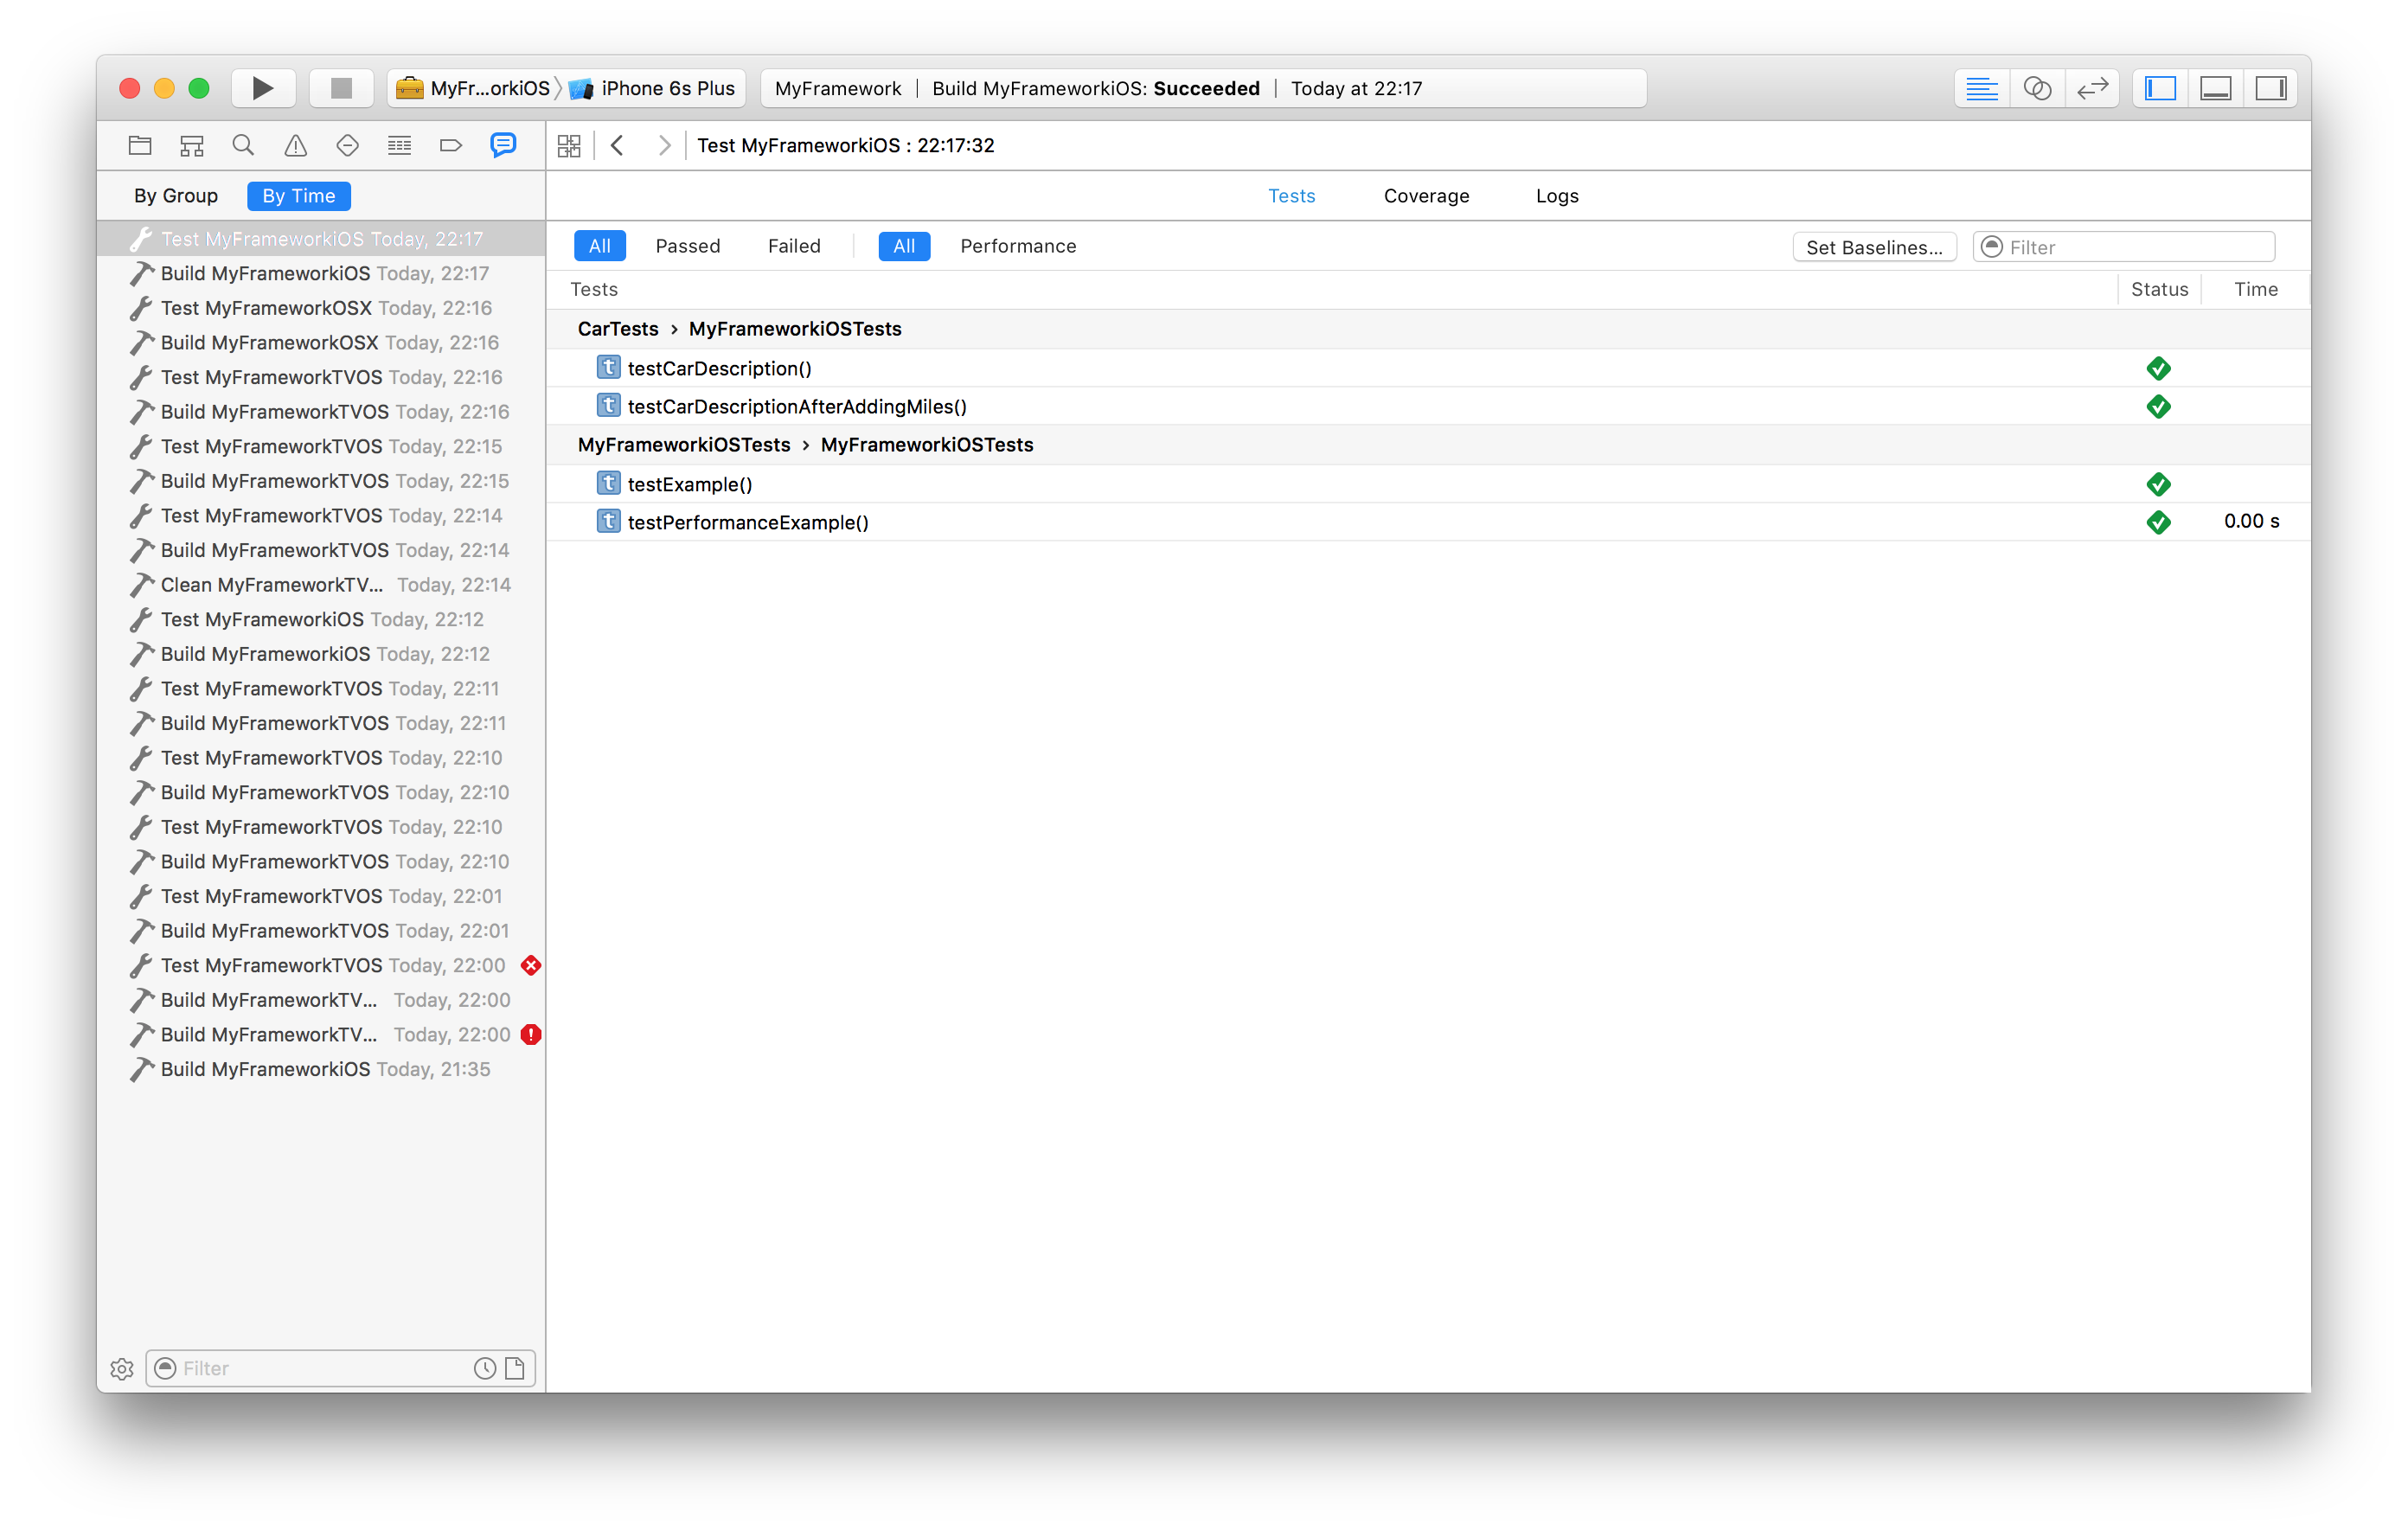 MyFr...orkiOS iPhone 6s Plus MyFramework | Build MyFrameworkiOS: Succeeded | Today at 22:17
Test MyFrameworkiOS : 22:17:32
By Group By Time
Tests Coverage Logs
Test MyFrameworkiOS Today, 22:17
Build MyFrameworkiOS Today, 22:17
Test MyFrameworkOSX Today, 22:16
Build MyFrameworkOSX Today, 22:16
Test MyFrameworkTVOS Today, 22:16
Build MyFrameworkTVOS Today, 22:16
Test MyFrameworkTVOS Today, 22:15
Build MyFrameworkTVOS Today, 22:15
Test MyFrameworkTVOS Today, 22:14
Build MyFrameworkTVOS Today, 22:14
Clean MyFrameworkTV... Today, 22:14
Test MyFrameworkiOS Today, 22:12
Build MyFrameworkiOS Today, 22:12
Test MyFrameworkTVOS Today, 22:11
Build MyFrameworkTVOS Today, 22:11
Test MyFrameworkTVOS Today, 22:10
Build MyFrameworkTVOS Today, 22:10
Test MyFrameworkTVOS Today, 22:10
Build MyFrameworkTVOS Today, 22:10
Test MyFrameworkTVOS Today, 22:01
Build MyFrameworkTVOS Today, 22:01
Test MyFrameworkTVOS Today, 22:00
Build MyFrameworkTV... Today, 22:00
Build MyFrameworkTV... Today, 22:00
Build MyFrameworkiOS Today, 21:35
Filter
All Passed Failed All Performance Set Baselines... Filter
Tests Status Time
CarTests › MyFrameworkiOSTests
t testCarDescription()
t testCarDescriptionAfterAddingMiles()
MyFrameworkiOSTests › MyFrameworkiOSTests
t testExample()
t testPerformanceExample() 0.00 s